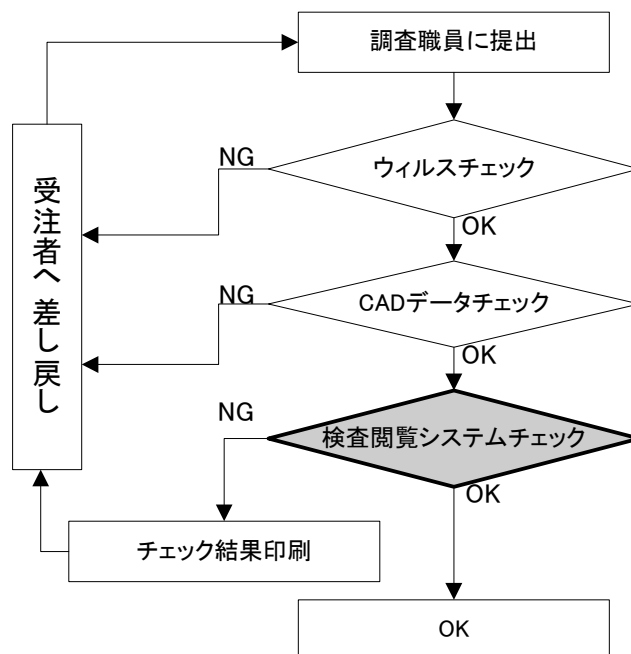 調査職員に提出
NG
ウィルスチェック
OK
受注者へ 差し戻し
NG
CADデータチェック
OK
NG
検査閲覧システムチェック
OK
チェック結果印刷
OK